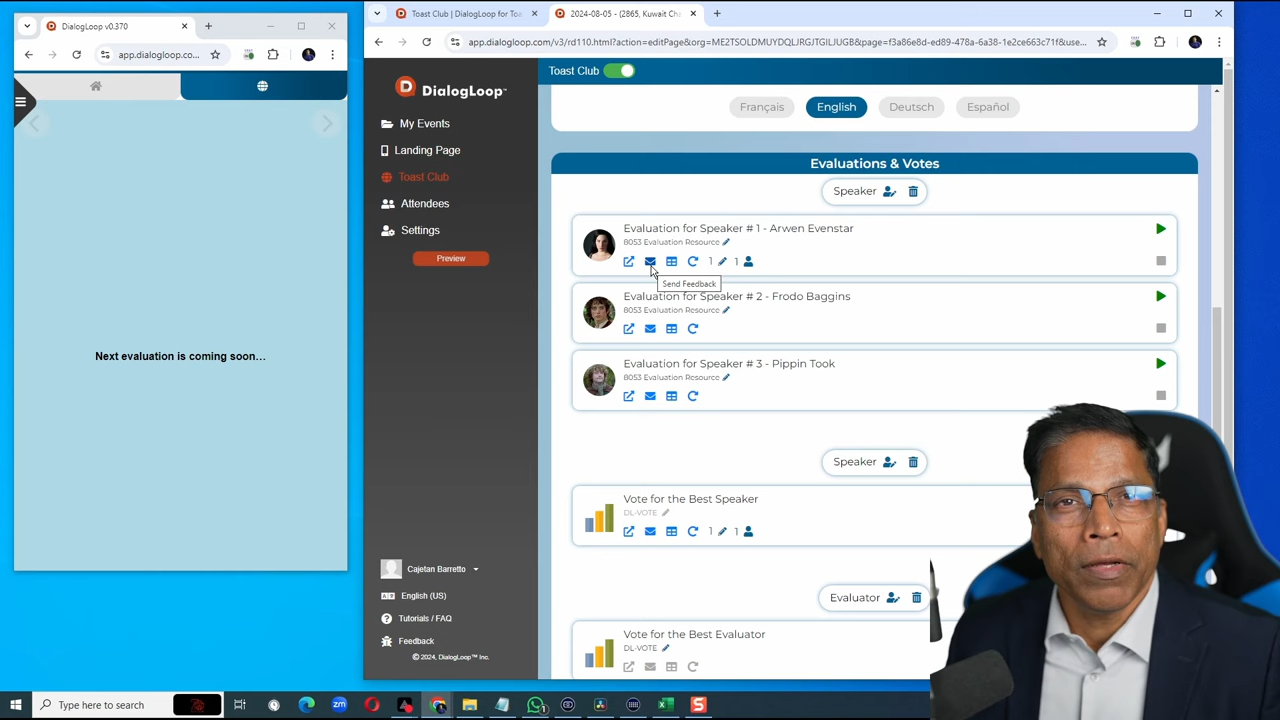 DialogLoop v0.370
app.dialogloop.co...
Next evaluation is coming soon...
Toast Club | DialogLoop for Toa
2024-08-05 - (2865, Kuwait Ch
app.dialogloop.com/v3/rd110.html?action=editPage&org=ME2TSOLDMUYDQLJRGJTGILJUGB&page=f3a86e8d-ed89-478a-6a38-1e2ce663c71f&use...
DialogLoop™
My Events
Landing Page
Toast Club
Attendees
Settings
Preview
Cajetan Barretto
English (US)
Tutorials / FAQ
Feedback
© 2024, DialogLoop™ Inc.
Toast Club
Français
English
Deutsch
Español
Evaluations & Votes
Speaker
Evaluation for Speaker # 1 - Arwen Evenstar
8053 Evaluation Resource
1 1
Send Feedback
Evaluation for Speaker # 2 - Frodo Baggins
8053 Evaluation Resource
Evaluation for Speaker # 3 - Pippin Took
8053 Evaluation Resource
Speaker
Vote for the Best Speaker
DL-VOTE
1 1
Evaluator
Vote for the Best Evaluator
DL-VOTE
Type here to search
zm